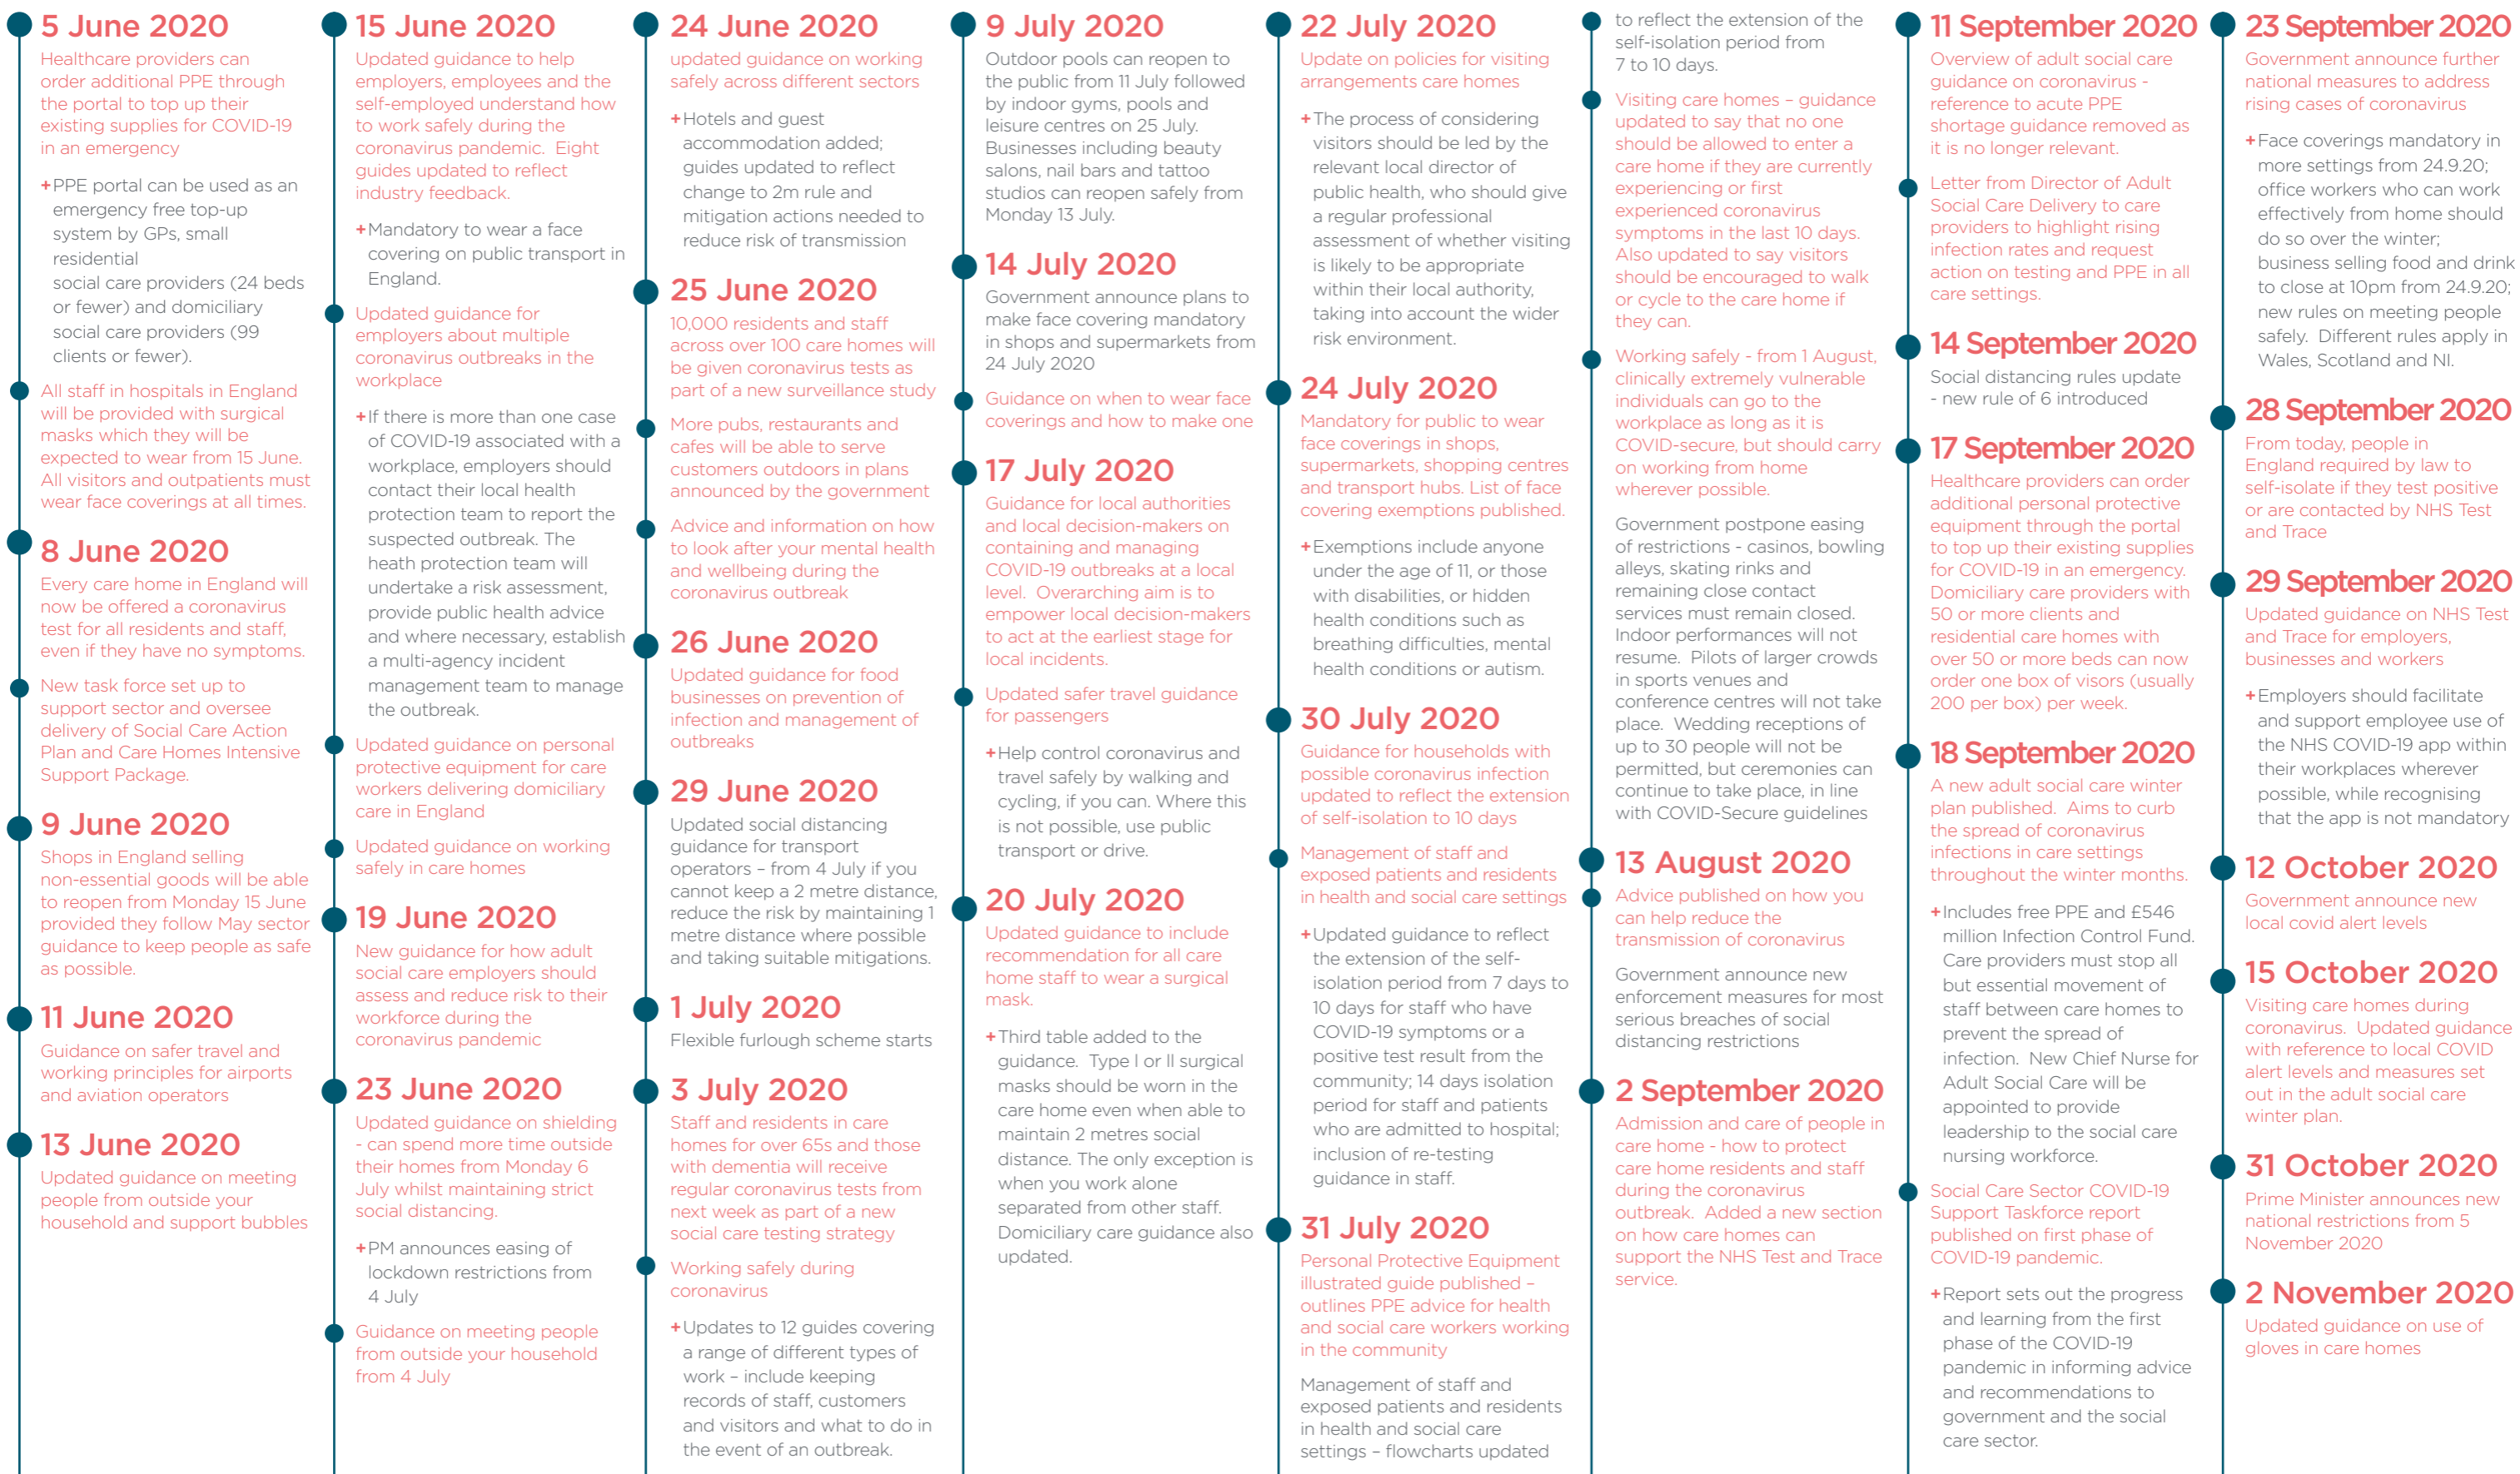 5 June 2020
Healthcare providers can
order additional PPE through
the portal to top up their
existing supplies for COVID-19
in an emergency
+PPE portal can be used as an
emergency free top-up
system by GPs, small
residential
social care providers (24 beds
or fewer) and domiciliary
social care providers (99
clients or fewer).
All staff in hospitals in England
will be provided with surgical
masks which they will be
expected to wear from 15 June.
All visitors and outpatients must
wear face coverings at all times.
8 June 2020
Every care home in England will
now be offered a coronavirus
test for all residents and staff,
even if they have no symptoms.
New task force set up to
support sector and oversee
delivery of Social Care Action
Plan and Care Homes Intensive
Support Package.
9 June 2020
Shops in England selling
non-essential goods will be able
to reopen from Monday 15 June
provided they follow May sector
guidance to keep people as safe
as possible.
11 June 2020
Guidance on safer travel and
working principles for airports
and aviation operators
13 June 2020
Updated guidance on meeting
people from outside your
household and support bubbles
15 June 2020
Updated guidance to help
employers, employees and the
self-employed understand how
to work safely during the
coronavirus pandemic.  Eight
guides updated to reflect
industry feedback.
+Mandatory to wear a face
covering on public transport in
England.
Updated guidance for
employers about multiple
coronavirus outbreaks in the
workplace
+If there is more than one case
of COVID-19 associated with a
workplace, employers should
contact their local health
protection team to report the
suspected outbreak. The
heath protection team will
undertake a risk assessment,
provide public health advice
and where necessary, establish
a multi-agency incident
management team to manage
the outbreak.
Updated guidance on personal
protective equipment for care
workers delivering domiciliary
care in England
Updated guidance on working
safely in care homes
19 June 2020
New guidance for how adult
social care employers should
assess and reduce risk to their
workforce during the
coronavirus pandemic
23 June 2020
Updated guidance on shielding
- can spend more time outside
their homes from Monday 6
July whilst maintaining strict
social distancing.
+PM announces easing of
lockdown restrictions from
4 July
Guidance on meeting people
from outside your household
from 4 July
24 June 2020
updated guidance on working
safely across different sectors
+Hotels and guest
accommodation added;
guides updated to reflect
change to 2m rule and
mitigation actions needed to
reduce risk of transmission
25 June 2020
10,000 residents and staff
across over 100 care homes will
be given coronavirus tests as
part of a new surveillance study
More pubs, restaurants and
cafes will be able to serve
customers outdoors in plans
announced by the government
Advice and information on how
to look after your mental health
and wellbeing during the
coronavirus outbreak
26 June 2020
Updated guidance for food
businesses on prevention of
infection and management of
outbreaks
29 June 2020
Updated social distancing
guidance for transport
operators – from 4 July if you
cannot keep a 2 metre distance,
reduce the risk by maintaining 1
metre distance where possible
and taking suitable mitigations.
1 July 2020
Flexible furlough scheme starts
3 July 2020
Staff and residents in care
homes for over 65s and those
with dementia will receive
regular coronavirus tests from
next week as part of a new
social care testing strategy
Working safely during
coronavirus
+Updates to 12 guides covering
a range of different types of
work – include keeping
records of staff, customers
and visitors and what to do in
the event of an outbreak.
9 July 2020
Outdoor pools can reopen to
the public from 11 July followed
by indoor gyms, pools and
leisure centres on 25 July.
Businesses including beauty
salons, nail bars and tattoo
studios can reopen safely from
Monday 13 July.
14 July 2020
Government announce plans to
make face covering mandatory
in shops and supermarkets from
24 July 2020
Guidance on when to wear face
coverings and how to make one
17 July 2020
Guidance for local authorities
and local decision-makers on
containing and managing
COVID-19 outbreaks at a local
level.  Overarching aim is to
empower local decision-makers
to act at the earliest stage for
local incidents.
Updated safer travel guidance
for passengers
+Help control coronavirus and
travel safely by walking and
cycling, if you can. Where this
is not possible, use public
transport or drive.
20 July 2020
Updated guidance to include
recommendation for all care
home staff to wear a surgical
mask.
+Third table added to the
guidance.  Type I or II surgical
masks should be worn in the
care home even when able to
maintain 2 metres social
distance. The only exception is
when you work alone
separated from other staff.
Domiciliary care guidance also
updated.
22 July 2020
Update on policies for visiting
arrangements care homes
+The process of considering
visitors should be led by the
relevant local director of
public health, who should give
a regular professional
assessment of whether visiting
is likely to be appropriate
within their local authority,
taking into account the wider
risk environment.
24 July 2020
Mandatory for public to wear
face coverings in shops,
supermarkets, shopping centres
and transport hubs. List of face
covering exemptions published.
+Exemptions include anyone
under the age of 11, or those
with disabilities, or hidden
health conditions such as
breathing difficulties, mental
health conditions or autism.
30 July 2020
Guidance for households with
possible coronavirus infection
updated to reflect the extension
of self-isolation to 10 days
Management of staff and
exposed patients and residents
in health and social care settings
+Updated guidance to reflect
the extension of the self-
isolation period from 7 days to
10 days for staff who have
COVID-19 symptoms or a
positive test result from the
community; 14 days isolation
period for staff and patients
who are admitted to hospital;
inclusion of re-testing
guidance in staff.
31 July 2020
Personal Protective Equipment
illustrated guide published –
outlines PPE advice for health
and social care workers working
in the community
Management of staff and
exposed patients and residents
in health and social care
settings – flowcharts updated
to reflect the extension of the
self-isolation period from
7 to 10 days.
Visiting care homes – guidance
updated to say that no one
should be allowed to enter a
care home if they are currently
experiencing or first
experienced coronavirus
symptoms in the last 10 days.
Also updated to say visitors
should be encouraged to walk
or cycle to the care home if
they can.
Working safely - from 1 August,
clinically extremely vulnerable
individuals can go to the
workplace as long as it is
COVID-secure, but should carry
on working from home
wherever possible.
Government postpone easing
of restrictions - casinos, bowling
alleys, skating rinks and
remaining close contact
services must remain closed.
Indoor performances will not
resume.  Pilots of larger crowds
in sports venues and
conference centres will not take
place.  Wedding receptions of
up to 30 people will not be
permitted, but ceremonies can
continue to take place, in line
with COVID-Secure guidelines
13 August 2020
Advice published on how you
can help reduce the
transmission of coronavirus
Government announce new
enforcement measures for most
serious breaches of social
distancing restrictions
2 September 2020
Admission and care of people in
care home - how to protect
care home residents and staff
during the coronavirus
outbreak.  Added a new section
on how care homes can
support the NHS Test and Trace
service.
11 September 2020
Overview of adult social care
guidance on coronavirus -
reference to acute PPE
shortage guidance removed as
it is no longer relevant.
Letter from Director of Adult
Social Care Delivery to care
providers to highlight rising
infection rates and request
action on testing and PPE in all
care settings.
14 September 2020
Social distancing rules update
- new rule of 6 introduced
17 September 2020
Healthcare providers can order
additional personal protective
equipment through the portal
to top up their existing supplies
for COVID-19 in an emergency.
Domiciliary care providers with
50 or more clients and
residential care homes with
over 50 or more beds can now
order one box of visors (usually
200 per box) per week.
18 September 2020
A new adult social care winter
plan published.  Aims to curb
the spread of coronavirus
infections in care settings
throughout the winter months.
+Includes free PPE and £546
million Infection Control Fund.
Care providers must stop all
but essential movement of
staff between care homes to
prevent the spread of
infection.  New Chief Nurse for
Adult Social Care will be
appointed to provide
leadership to the social care
nursing workforce.
Social Care Sector COVID-19
Support Taskforce report
published on first phase of
COVID-19 pandemic.
+Report sets out the progress
and learning from the first
phase of the COVID-19
pandemic in informing advice
and recommendations to
government and the social
care sector.
23 September 2020
Government announce further
national measures to address
rising cases of coronavirus
+Face coverings mandatory in
more settings from 24.9.20;
office workers who can work
effectively from home should
do so over the winter;
business selling food and drink
to close at 10pm from 24.9.20;
new rules on meeting people
safely.  Different rules apply in
Wales, Scotland and NI.
28 September 2020
From today, people in
England required by law to
self-isolate if they test positive
or are contacted by NHS Test
and Trace
29 September 2020
Updated guidance on NHS Test
and Trace for employers,
businesses and workers
+Employers should facilitate
and support employee use of
the NHS COVID-19 app within
their workplaces wherever
possible, while recognising
that the app is not mandatory
12 October 2020
Government announce new
local covid alert levels
15 October 2020
Visiting care homes during
coronavirus.  Updated guidance
with reference to local COVID
alert levels and measures set
out in the adult social care
winter plan.
31 October 2020
Prime Minister announces new
national restrictions from 5
November 2020
2 November 2020
Updated guidance on use of
gloves in care homes